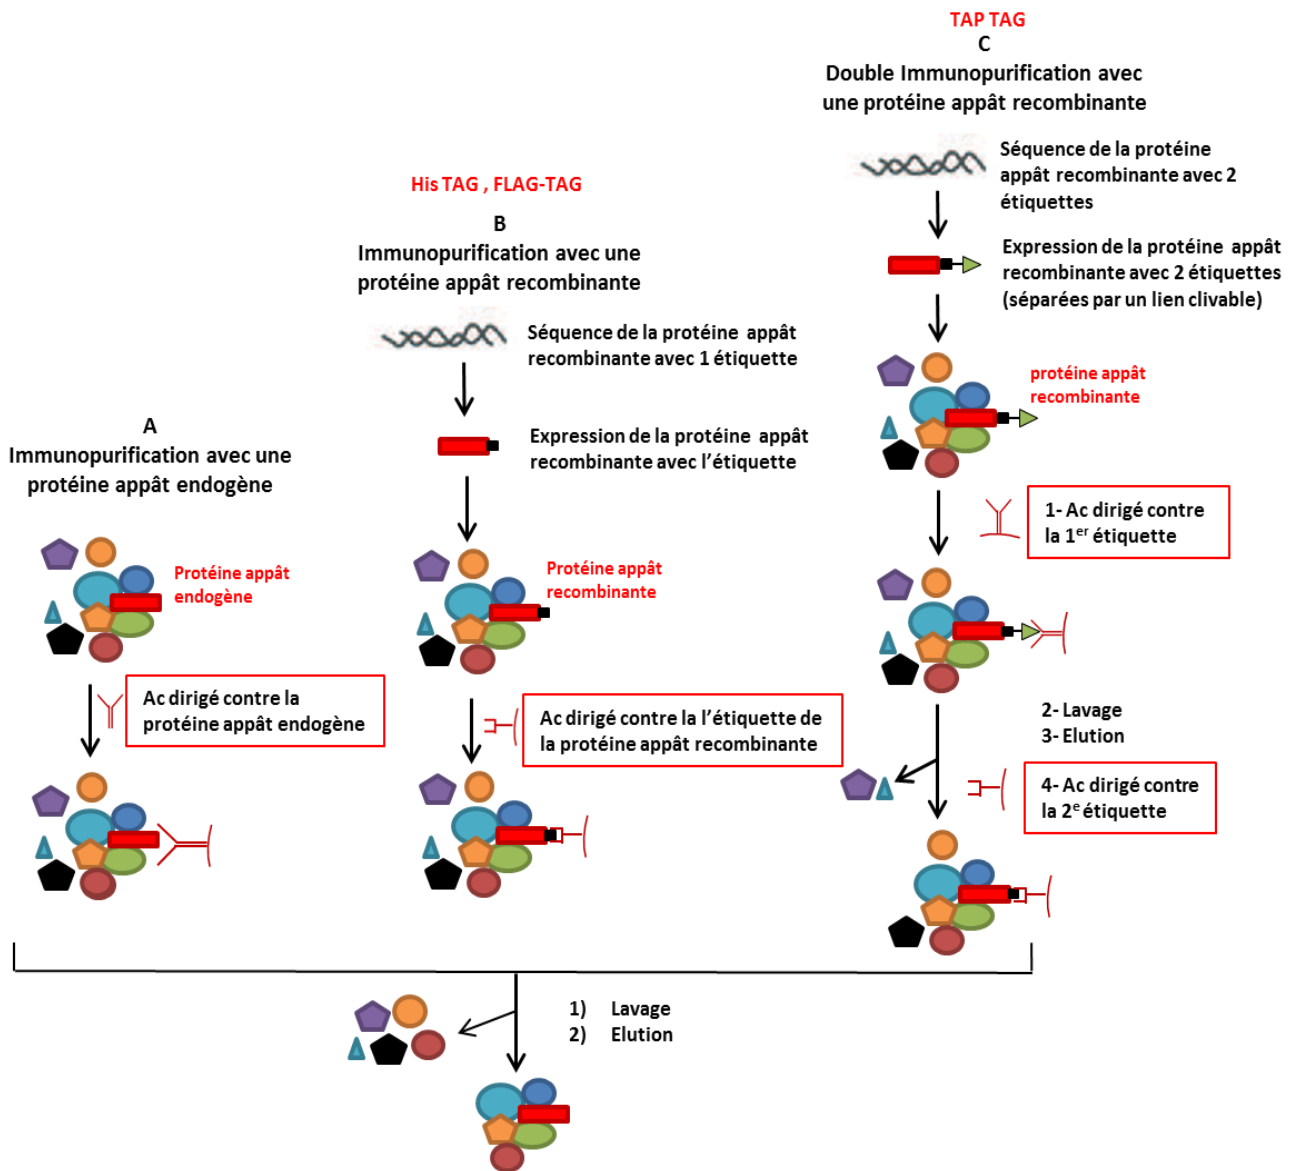 TAP TAG
C
Double Immunopurification avec
une protéine appât recombinante
Séquence de la protéine
appât recombinante avec 2
étiquettes
Expression de la protéine appât
recombinante avec 2 étiquettes
(séparées par un lien clivable)
protéine appât
recombinante
1- Ac dirigé contre
la 1er étiquette
2- Lavage
3- Elution
4- Ac dirigé contre
la 2e étiquette
His TAG , FLAG-TAG
B
Immunopurification avec une
protéine appât recombinante
Séquence de la protéine appât
recombinante avec 1 étiquette
Expression de la protéine appât
recombinante avec l'étiquette
Protéine appât
recombinante
Ac dirigé contre la l'étiquette de
la protéine appât recombinante
A
Immunopurification avec une
protéine appât endogène
Protéine appât
endogène
Ac dirigé contre la
protéine appât endogène
1) Lavage
2) Elution